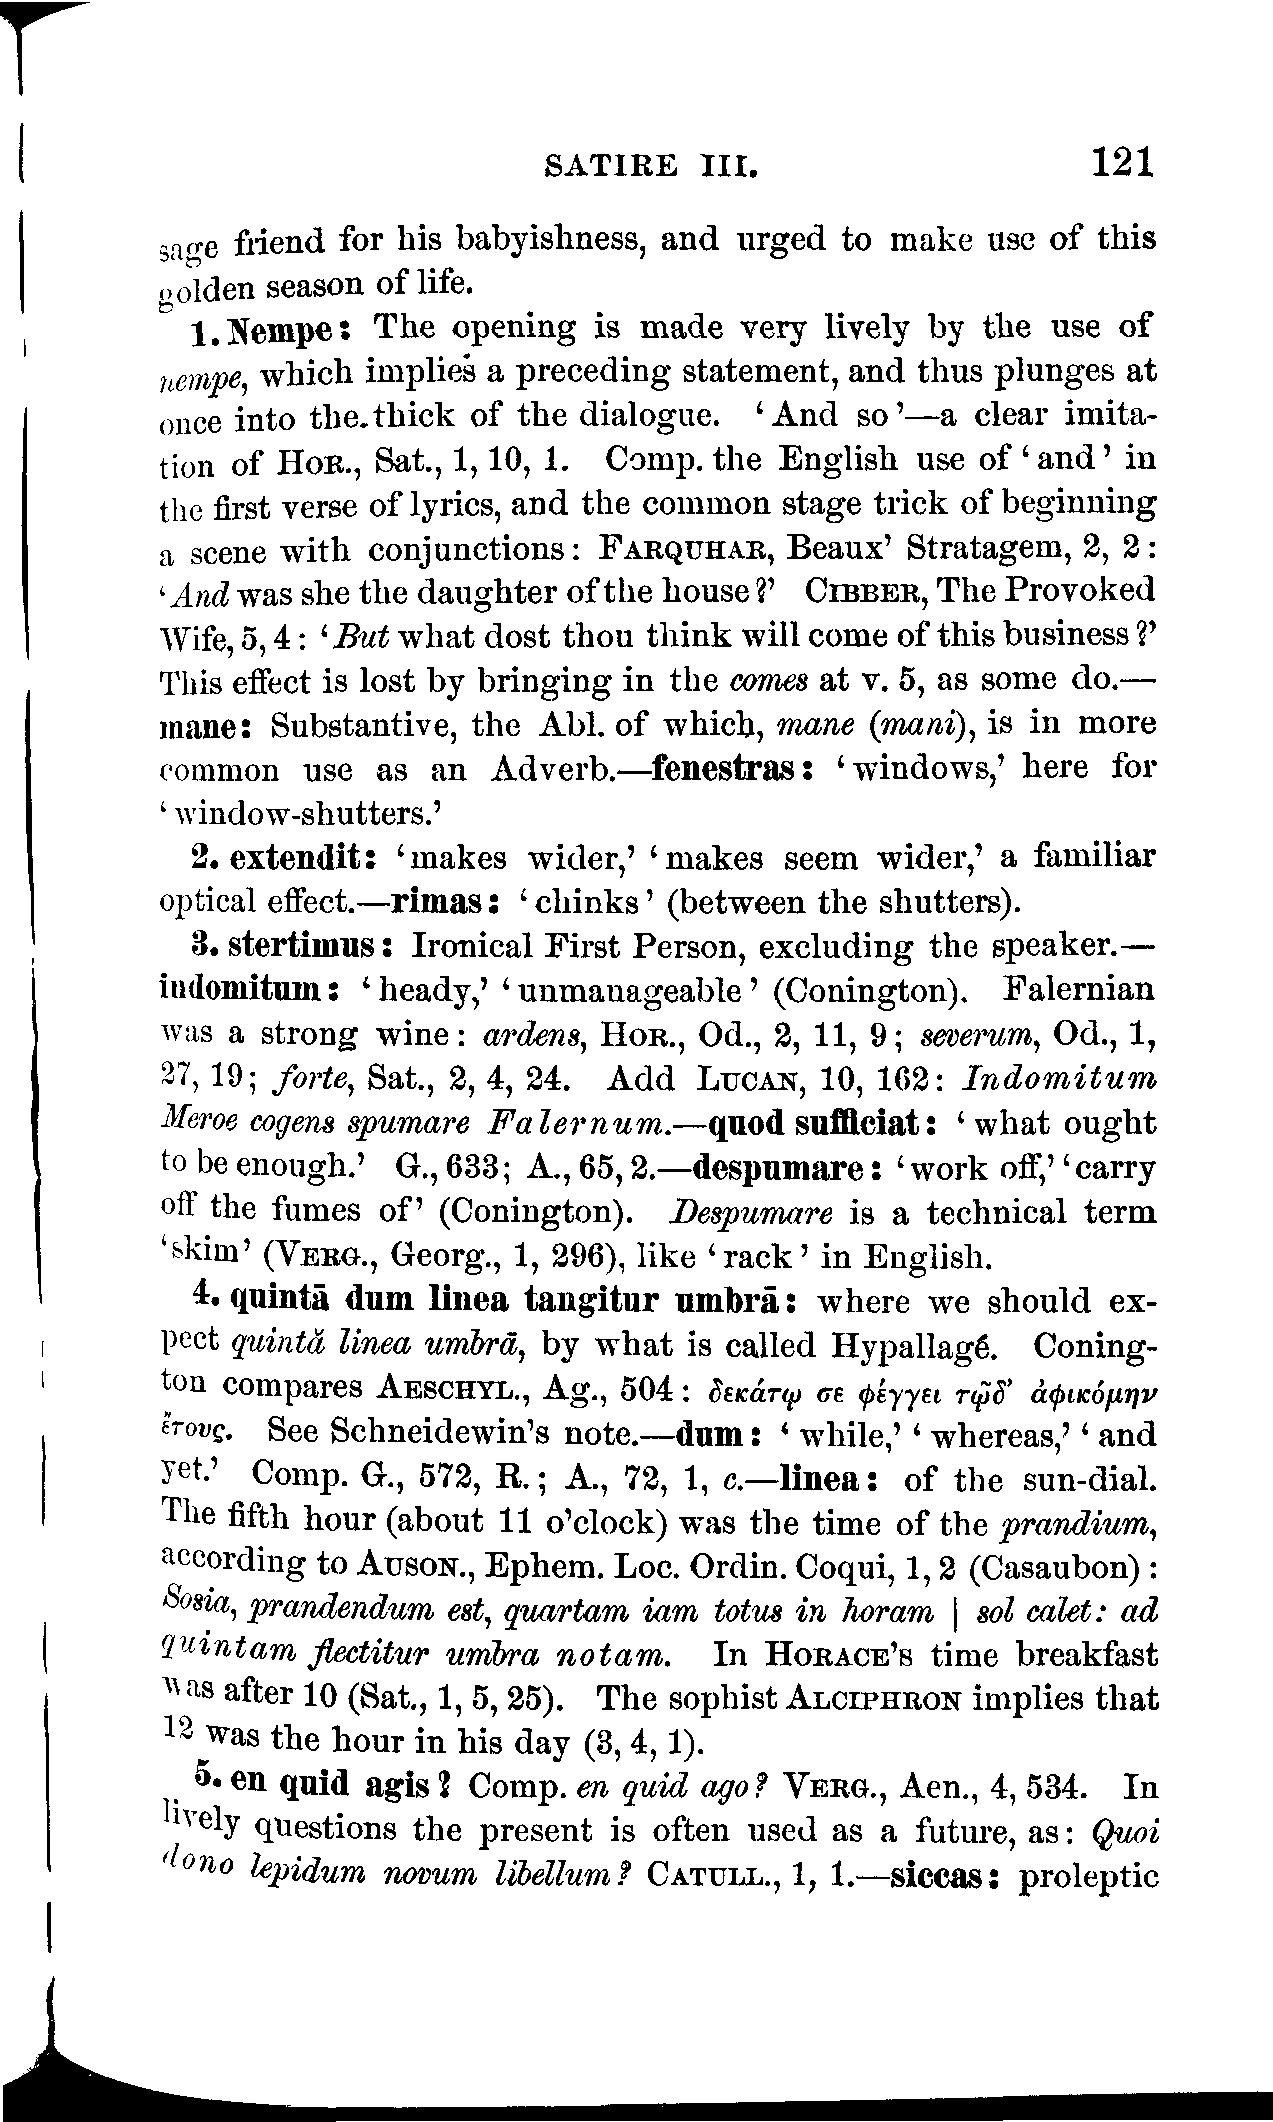 SATIRE III. 121
sage friend for his babyishness, and urged to make use of this
golden season of life.
1. Nempe: The opening is made very lively by the use of
nempe, which implies a preceding statement, and thus plunges at
once into the thick of the dialogue. ‘And so’—a clear imita-
tion of HOR., Sat., 1, 10, 1. Comp. the English use of ‘and’ in
the first verse of lyrics, and the common stage trick of beginning
a scene with conjunctions: FARQUHAR, Beaux’ Stratagem, 2, 2:
‘And was she the daughter of the house?’ CIBBER, The Provoked
Wife, 5, 4: ‘But what dost thou think will come of this business?’
This effect is lost by bringing in the comes at v. 5, as some do.—
mane: Substantive, the Abl. of which, mane (mani), is in more
common use as an Adverb.—fenestras: ‘windows,’ here for
‘window-shutters.’
2. extendit: ‘makes wider,’ ‘makes seem wider,’ a familiar
optical effect.—rimas: ‘chinks’ (between the shutters).
3. stertimus: Ironical First Person, excluding the speaker.—
indomitum: ‘heady,’ ‘unmanageable’ (Conington). Falernian
was a strong wine: ardens, HOR., Od., 2, 11, 9; severum, Od., 1,
27, 19; forte, Sat., 2, 4, 24. Add LUCAN, 10, 162: Indomitum
Meroe cogens spumare Falernum.—quod sufficiat: ‘what ought
to be enough.’ G., 633; A., 65, 2.—despumare: ‘work off,’ ‘carry
off the fumes of’ (Conington). Despumare is a technical term
‘skim’ (VERG., Georg., 1, 296), like ‘rack’ in English.
4. quintā dum linea tangitur umbrā: where we should ex-
pect quintă linea umbrā, by what is called Hypallagé. Coning-
ton compares AESCHYL., Ag., 504: δεκάτῳ σε φέγγει τῷδ’ ἀφικόμην
ἔτους. See Schneidewin’s note.—dum: ‘while,’ ‘whereas,’ ‘and
yet.’ Comp. G., 572, R.; A., 72, 1, c.—linea: of the sun-dial.
The fifth hour (about 11 o’clock) was the time of the prandium,
according to AUSON., Ephem. Loc. Ordin. Coqui, 1, 2 (Casaubon):
Sosia, prandendum est, quartam iam totus in horam | sol calet: ad
quintam flectitur umbra notam. In HORACE’S time breakfast
was after 10 (Sat., 1, 5, 25). The sophist ALCIPHRON implies that
12 was the hour in his day (3, 4, 1).
5. en quid agis? Comp. en quid ago? VERG., Aen., 4, 534. In
lively questions the present is often used as a future, as: Quoi
dono lepidum novum libellum? CATULL., 1, 1.—siccas: proleptic